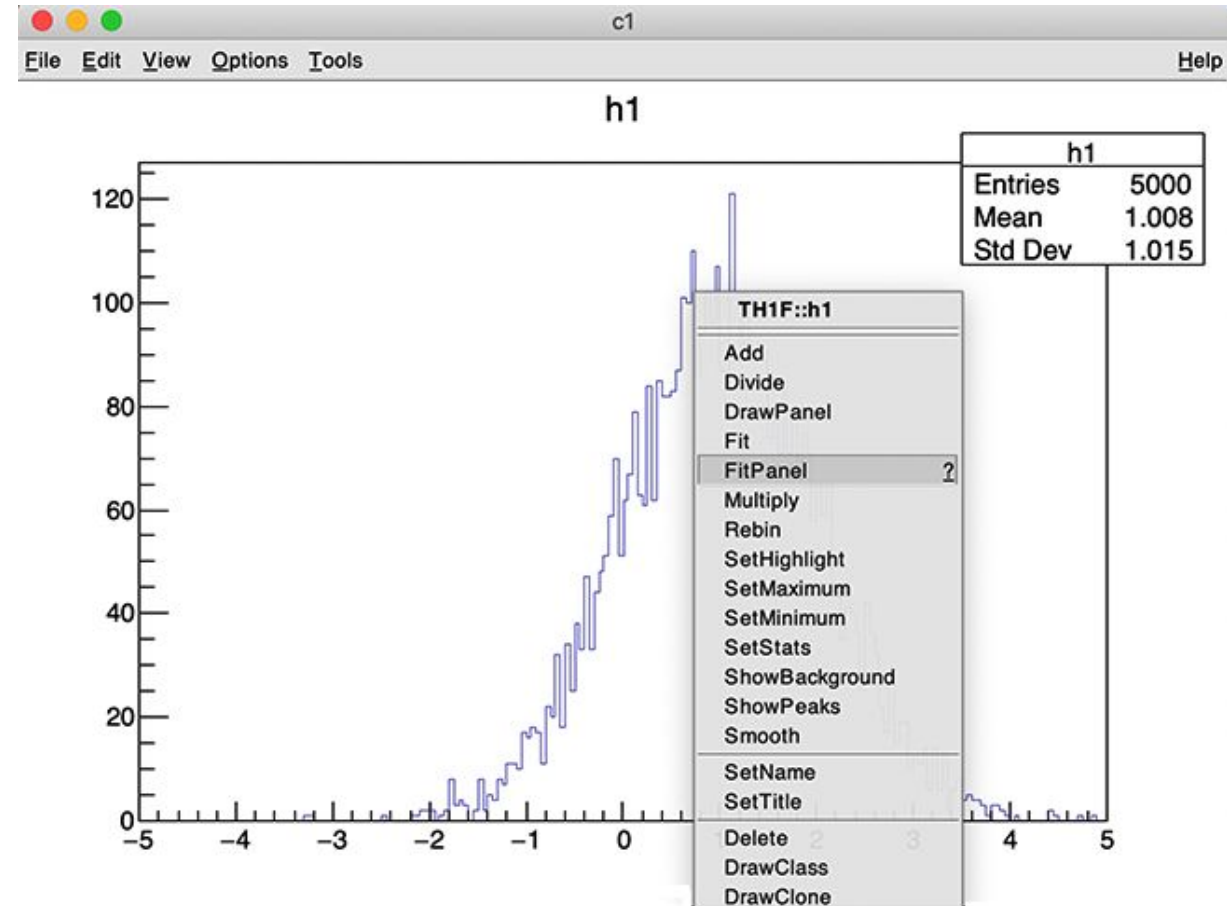 c1
File Edit View Options Tools Help
h1
h1
Entries 5000
Mean 1.008
Std Dev 1.015
120
100
80
60
40
20
0
−5 −4 −3 −2 −1 0 1 2 3 4 5
TH1F::h1
Add
Divide
DrawPanel
Fit
FitPanel ?
Multiply
Rebin
SetHighlight
SetMaximum
SetMinimum
SetStats
ShowBackground
ShowPeaks
Smooth
SetName
SetTitle
Delete
DrawClass
DrawClone